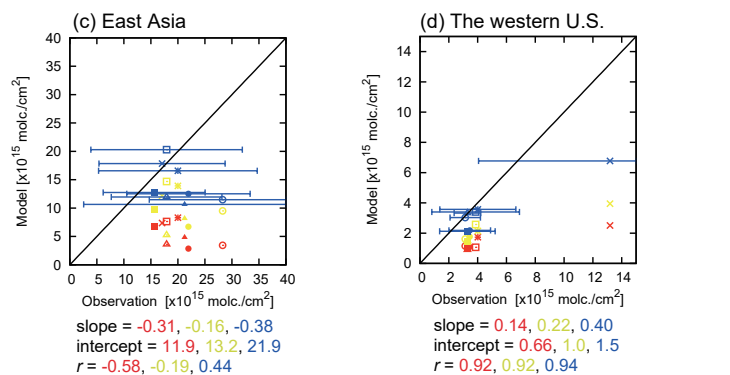 (c) East Asia
40
35
30
25
20
15
10
5
0
Model [x10^15 molc./cm^2]
0 5 10 15 20 25 30 35 40
Observation [x10^15 molc./cm^2]
slope = -0.31, -0.16, -0.38
intercept = 11.9, 13.2, 21.9
r = -0.58, -0.19, 0.44
(d) The western U.S.
14
12
10
8
6
4
2
0
Model [x10^15 molc./cm^2]
0 2 4 6 8 10 12 14
Observation [x10^15 molc./cm^2]
slope = 0.14, 0.22, 0.40
intercept = 0.66, 1.0, 1.5
r = 0.92, 0.92, 0.94